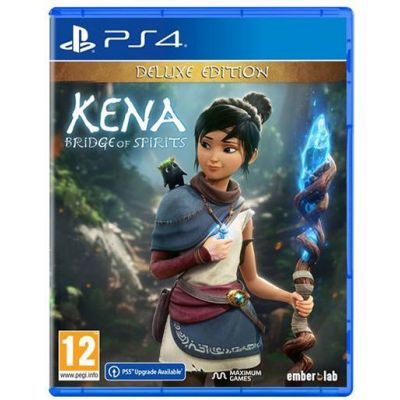 PS4
DELUXE EDITION
KENA
BRIDGE OF SPIRITS
12
www.pegi.info
PS5 Upgrade Available
MAXIMUM
GAMES
ember lab